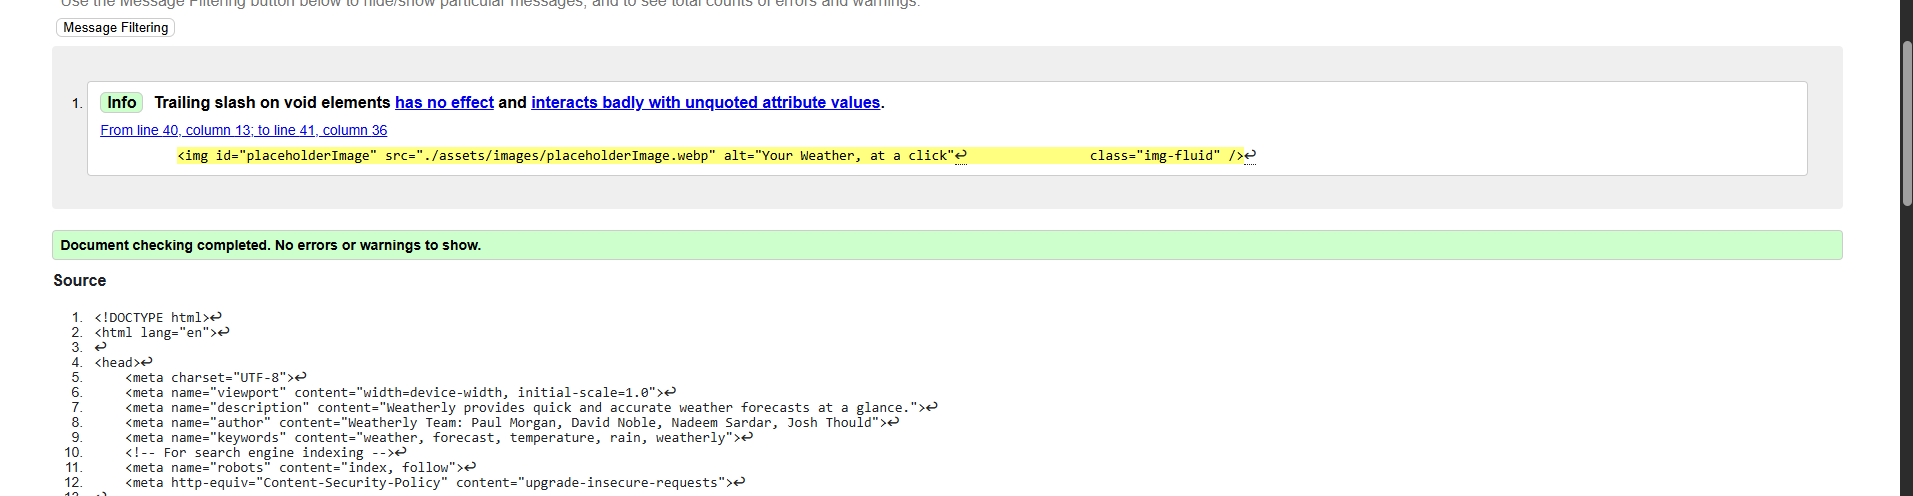 Use the Message Filtering button below to hide/show particular messages, and to see total counts of errors and warnings.
Message Filtering
1. Info Trailing slash on void elements has no effect and interacts badly with unquoted attribute values.
From line 40, column 13; to line 41, column 36
<img id="placeholderImage" src="./assets/images/placeholderImage.webp" alt="Your Weather, at a click"↩ class="img-fluid" />↩
Document checking completed. No errors or warnings to show.
Source
1. <!DOCTYPE html>↩
2. <html lang="en">↩
3. ↩
4. <head>↩
5. <meta charset="UTF-8">↩
6. <meta name="viewport" content="width=device-width, initial-scale=1.0">↩
7. <meta name="description" content="Weatherly provides quick and accurate weather forecasts at a glance.">↩
8. <meta name="author" content="Weatherly Team: Paul Morgan, David Noble, Nadeem Sardar, Josh Thould">↩
9. <meta name="keywords" content="weather, forecast, temperature, rain, weatherly">↩
10. <!-- For search engine indexing -->↩
11. <meta name="robots" content="index, follow">↩
12. <meta http-equiv="Content-Security-Policy" content="upgrade-insecure-requests">↩